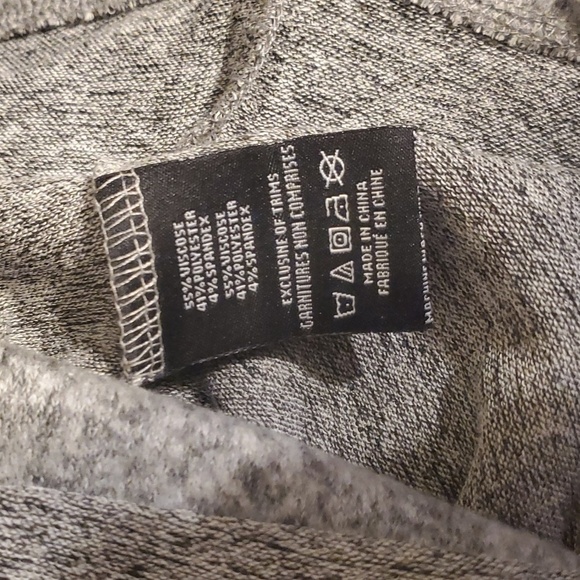 55% VISCOSE
41% POLYESTER
4% SPANDEX
55% VISCOSE
41% POLYESTER
4% SPANDEX
EXCLUSIVE OF TRIMS
GARNITURES NON COMPRISES
MADE IN CHINA
FABRIQUÉ EN CHINE